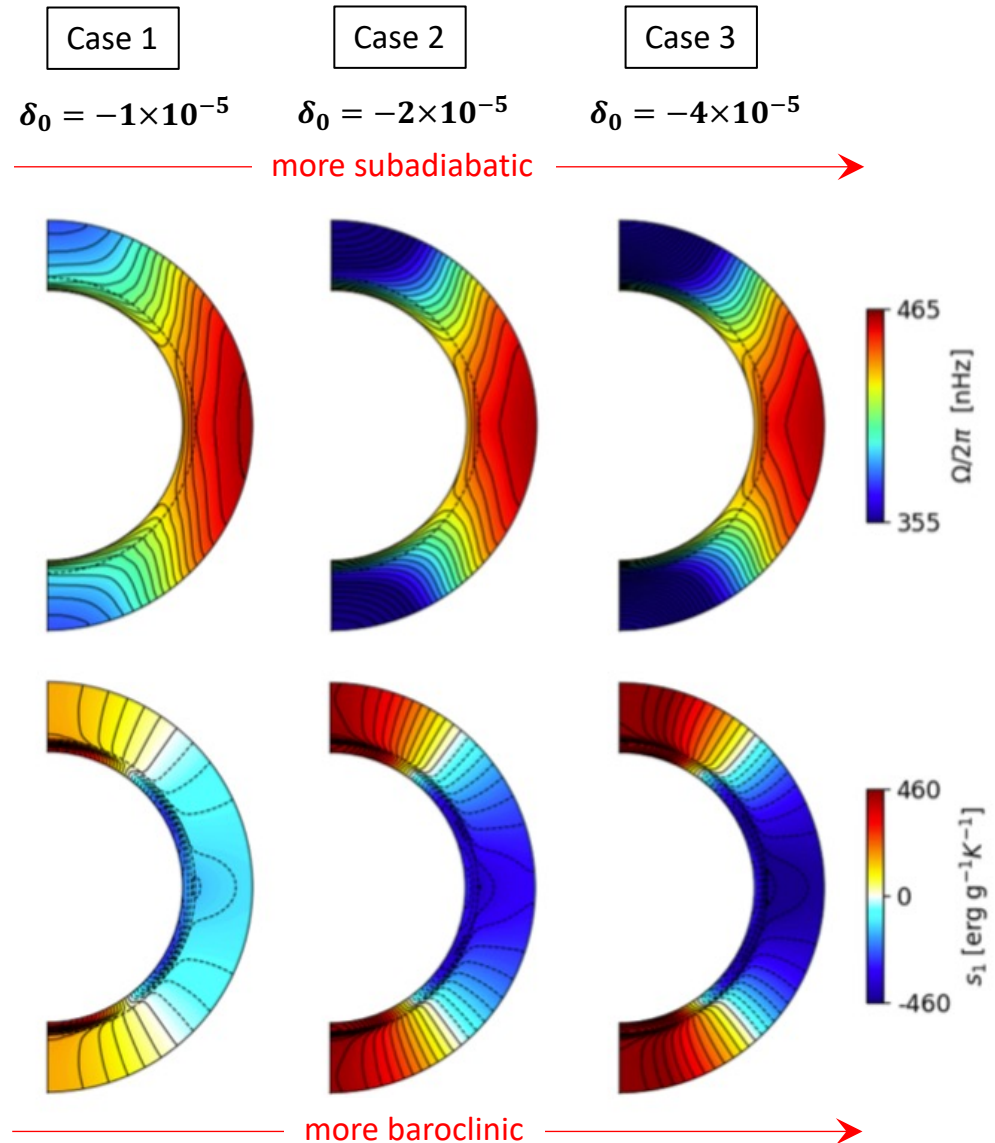 Case 1 Case 2 Case 3
δ₀ = −1×10⁻⁵ δ₀ = −2×10⁻⁵ δ₀ = −4×10⁻⁵
more subadiabatic
465
Ω/2π [nHz]
355
460
0
s₁ [erg g⁻¹K⁻¹]
-460
more baroclinic